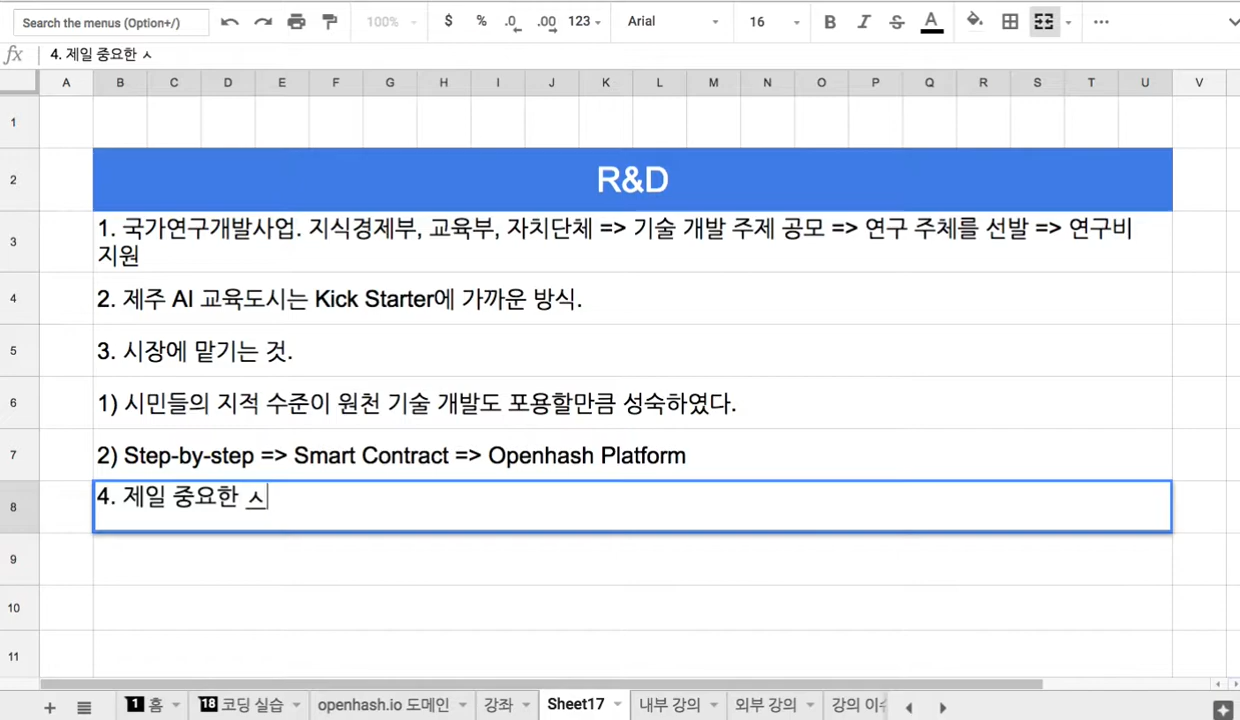 Search the menus (Option+/) 100% $ % .0 .00 123 Arial 16 B I S A
fx 4. 제일 중요한 ㅅ
A B C D E F G H I J K L M N O P Q R S T U V
1
2 R&D
3 1. 국가연구개발사업. 지식경제부, 교육부, 자치단체 => 기술 개발 주제 공모 => 연구 주체를 선발 => 연구비
지원
4 2. 제주 AI 교육도시는 Kick Starter에 가까운 방식.
5 3. 시장에 맡기는 것.
6 1) 시민들의 지적 수준이 원천 기술 개발도 포용할만큼 성숙하였다.
7 2) Step-by-step => Smart Contract => Openhash Platform
8 4. 제일 중요한 ㅅ
9
10
11
1 홈 18 코딩 실습 openhash.io 도메인 강좌 Sheet17 내부 강의 외부 강의 강의 이슈